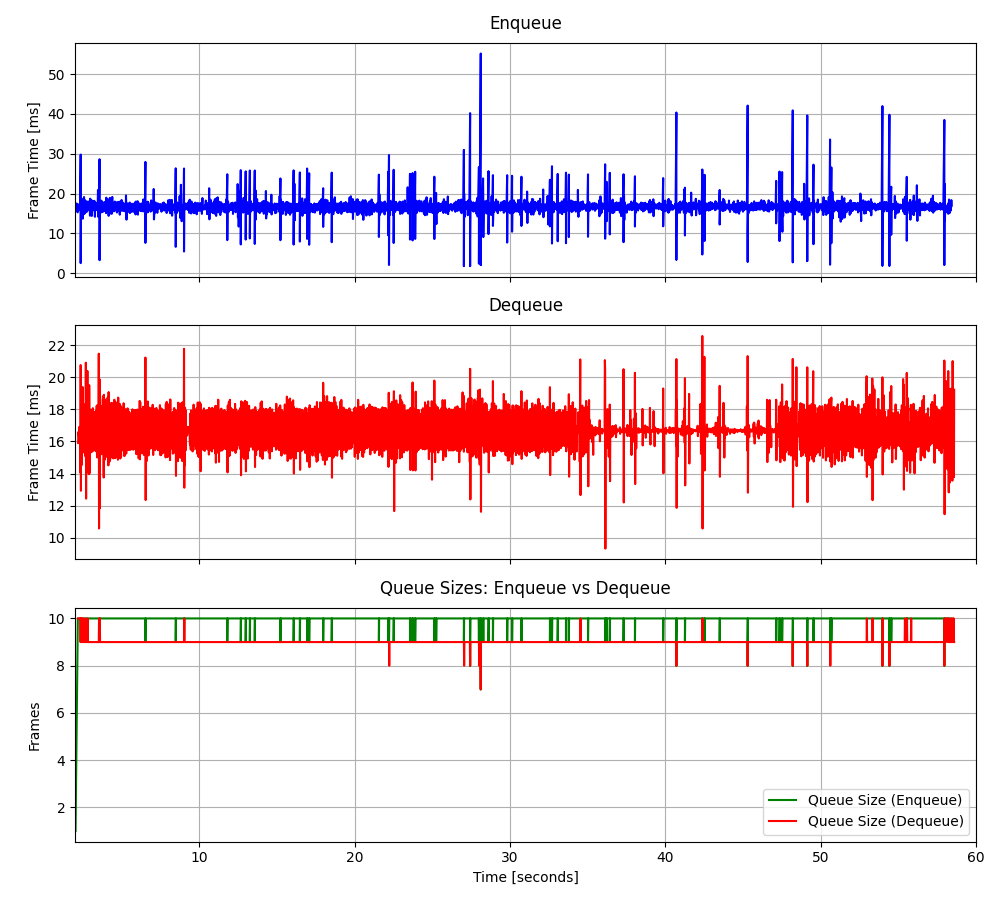 Enqueue
Frame Time [ms]
50
40
30
20
10
0
Dequeue
Frame Time [ms]
22
20
18
16
14
12
10
Queue Sizes: Enqueue vs Dequeue
Frames
10
8
6
4
2
Queue Size (Enqueue)
Queue Size (Dequeue)
10 20 30 40 50 60
Time [seconds]